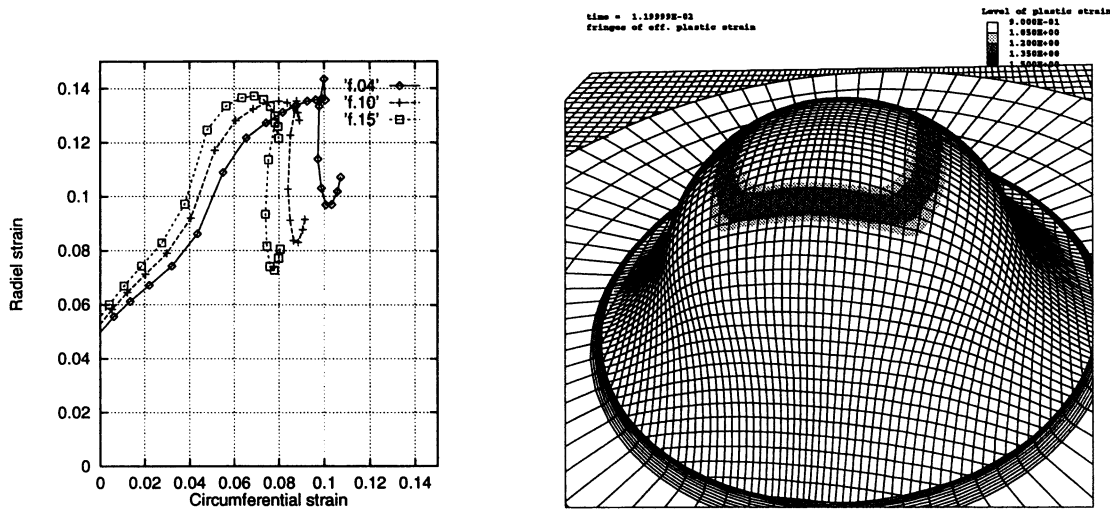 0.14
0.12
0.1
0.08
0.06
0.04
0.02
0
Radiel strain
'f.04'
'f.10'
'f.15'
0 0.02 0.04 0.06 0.08 0.1 0.12 0.14
Circumferential strain
time = 1.19999E-02
fringes of eff. plastic strain
Level of plastic strain
9.000E-01
1.050E+00
1.200E+00
1.350E+00
1.500E+00